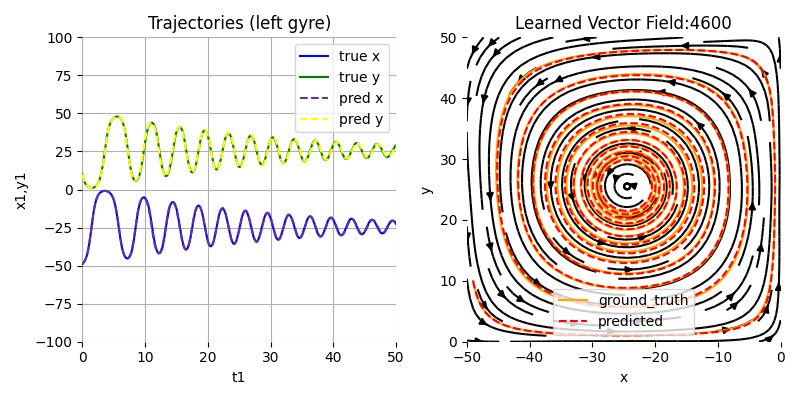 Trajectories (left gyre)
100
75
50
25
0
−25
−50
−75
−100
x1,y1
0
10
20
30
40
50
t1
true x
true y
pred x
pred y
Learned Vector Field:4600
50
40
30
20
10
0
y
−50
−40
−30
−20
−10
0
x
ground_truth
predicted